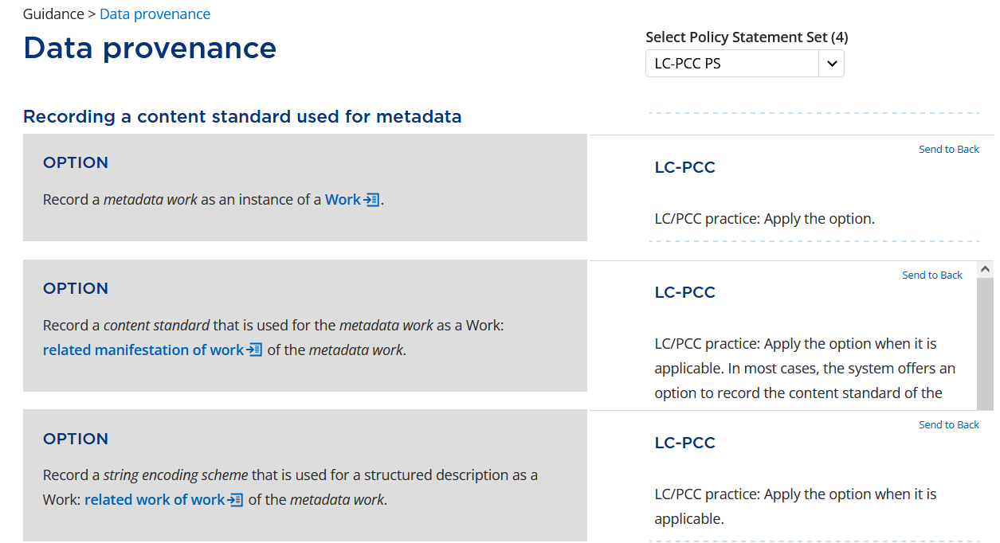 Guidance > Data provenance
Data provenance
Select Policy Statement Set (4)
LC-PCC PS
Recording a content standard used for metadata
OPTION
Record a metadata work as an instance of a Work.
Send to Back
LC-PCC
LC/PCC practice: Apply the option.
OPTION
Record a content standard that is used for the metadata work as a Work:
related manifestation of work of the metadata work.
Send to Back
LC-PCC
LC/PCC practice: Apply the option when it is
applicable. In most cases, the system offers an
option to record the content standard of the
OPTION
Record a string encoding scheme that is used for a structured description as a
Work: related work of work of the metadata work.
Send to Back
LC-PCC
LC/PCC practice: Apply the option when it is
applicable.